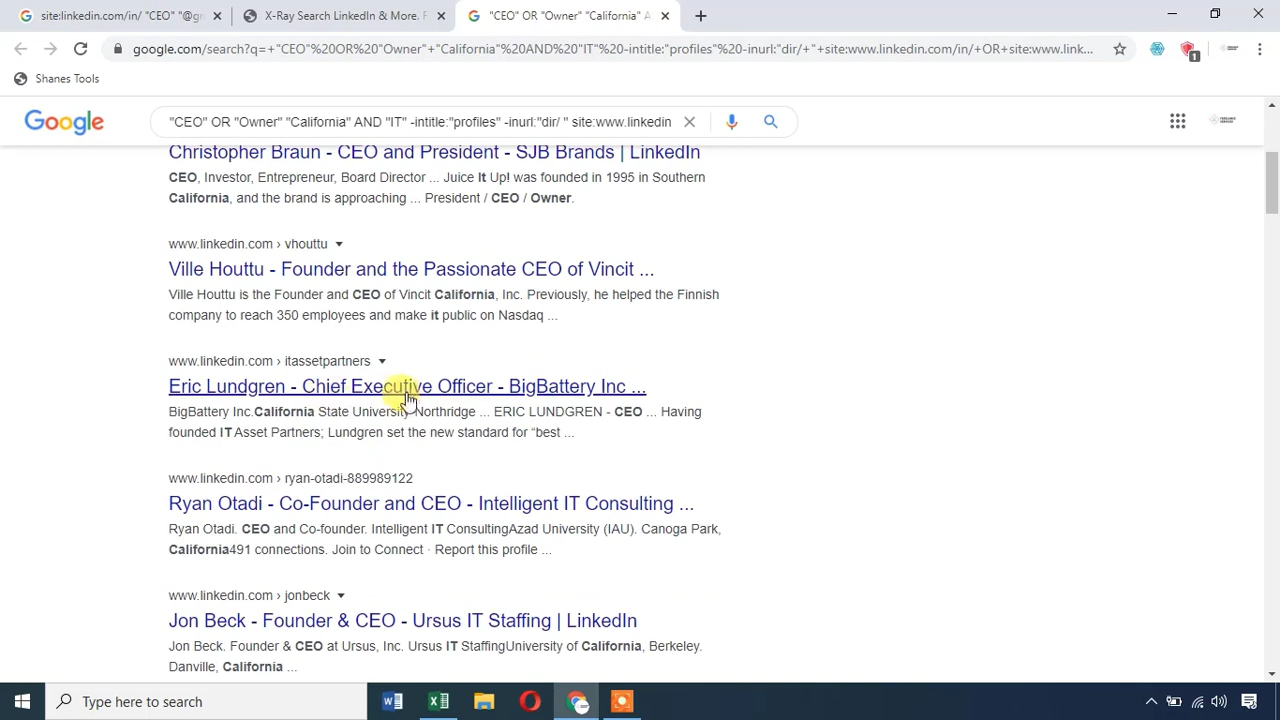 site:linkedin.com/in/ "CEO" "@gr
X-Ray Search LinkedIn & More. F
"CEO" OR "Owner" "California" A
google.com/search?q=+"CEO"%20OR%20"Owner"+"California"%20AND%20"IT"%20-intitle:"profiles"%20-inurl:"dir/+"+site:www.linkedin.com/in/+OR+site:www.link...
1
Shanes Tools
Google
"CEO" OR "Owner" "California" AND "IT" -intitle:"profiles" -inurl:"dir/ " site:www.linkedin
Christopher Braun - CEO and President - SJB Brands | LinkedIn
CEO, Investor, Entrepreneur, Board Director ... Juice It Up! was founded in 1995 in Southern
California, and the brand is approaching ... President / CEO / Owner.
www.linkedin.com › vhouttu
Ville Houttu - Founder and the Passionate CEO of Vincit ...
Ville Houttu is the Founder and CEO of Vincit California, Inc. Previously, he helped the Finnish
company to reach 350 employees and make it public on Nasdaq ...
www.linkedin.com › itassetpartners
Eric Lundgren - Chief Executive Officer - BigBattery Inc ...
BigBattery Inc.California State University-Northridge ... ERIC LUNDGREN - CEO ... Having
founded IT Asset Partners; Lundgren set the new standard for “best ...
www.linkedin.com › ryan-otadi-889989122
Ryan Otadi - Co-Founder and CEO - Intelligent IT Consulting ...
Ryan Otadi. CEO and Co-founder. Intelligent IT ConsultingAzad University (IAU). Canoga Park,
California491 connections. Join to Connect · Report this profile ...
www.linkedin.com › jonbeck
Jon Beck - Founder & CEO - Ursus IT Staffing | LinkedIn
Jon Beck. Founder & CEO at Ursus, Inc. Ursus IT StaffingUniversity of California, Berkeley.
Danville, California ...
Type here to search